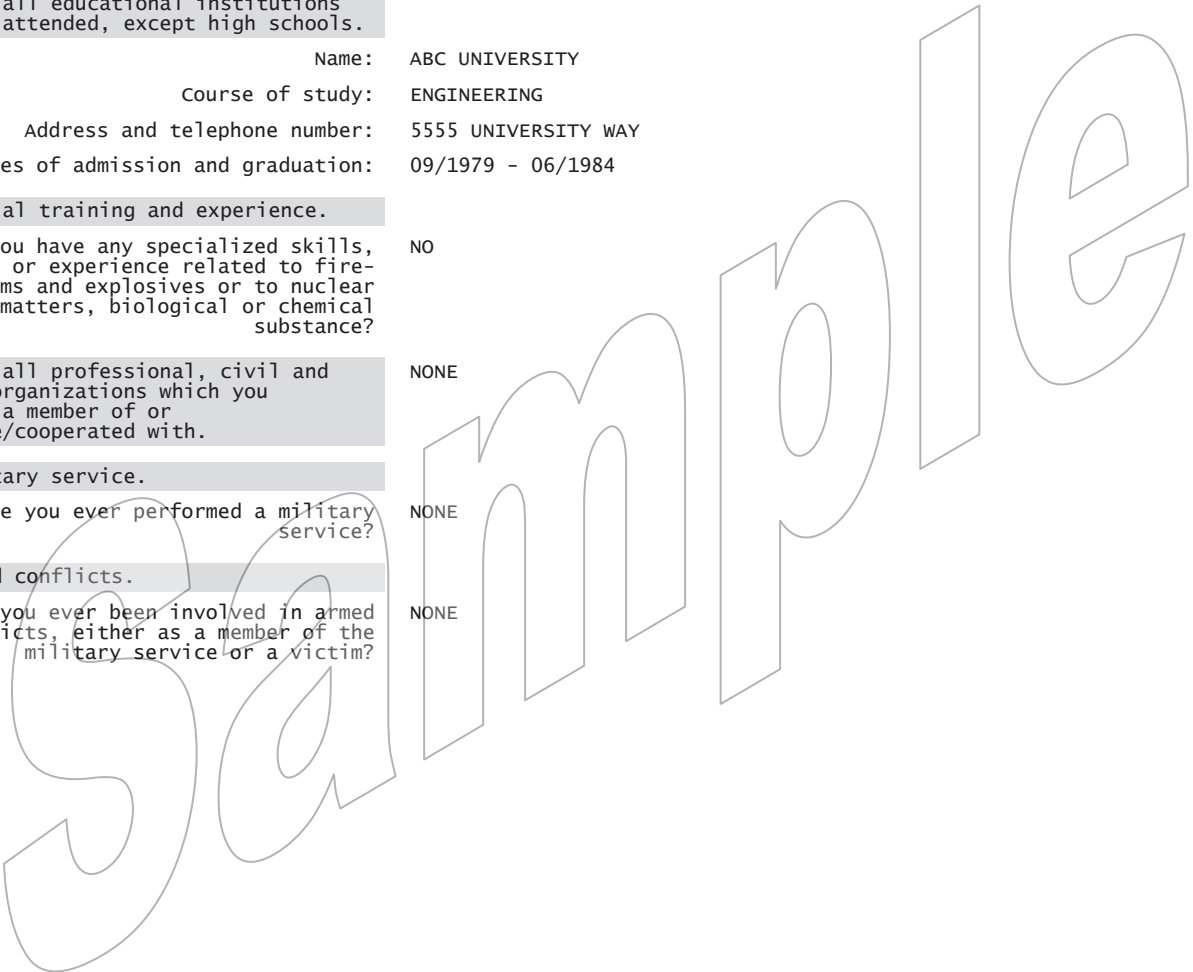 all educational institutions
attended, except high schools.
Name: ABC UNIVERSITY
Course of study: ENGINEERING
Address and telephone number: 5555 UNIVERSITY WAY
es of admission and graduation: 09/1979 - 06/1984
al training and experience.
ou have any specialized skills, NO
or experience related to fire-
ms and explosives or to nuclear
matters, biological or chemical
substance?
all professional, civil and NONE
organizations which you
a member of or
e/cooperated with.
tary service.
e you ever performed a military NONE
service?
d conflicts.
you ever been involved in armed NONE
icts, either as a member of the
military service or a victim?
Sample